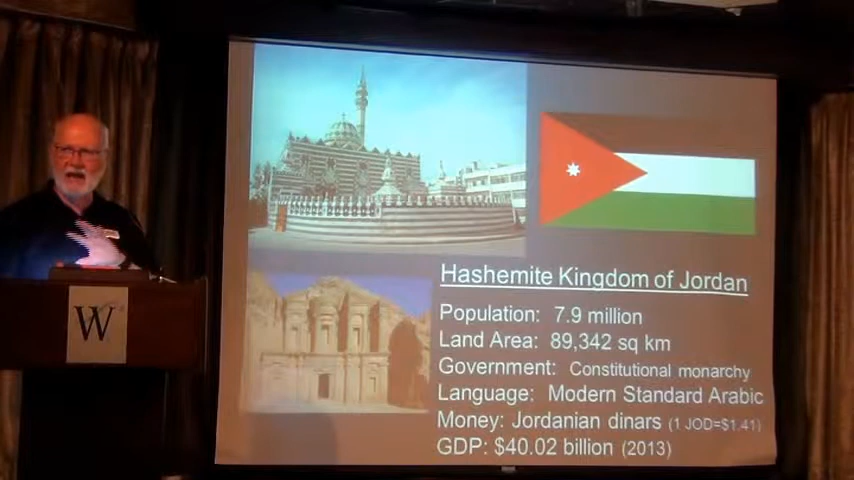 W
Hashemite Kingdom of Jordan
Population: 7.9 million
Land Area: 89,342 sq km
Government: Constitutional monarchy
Language: Modern Standard Arabic
Money: Jordanian dinars (1 JOD=$1.41)
GDP: $40.02 billion (2013)